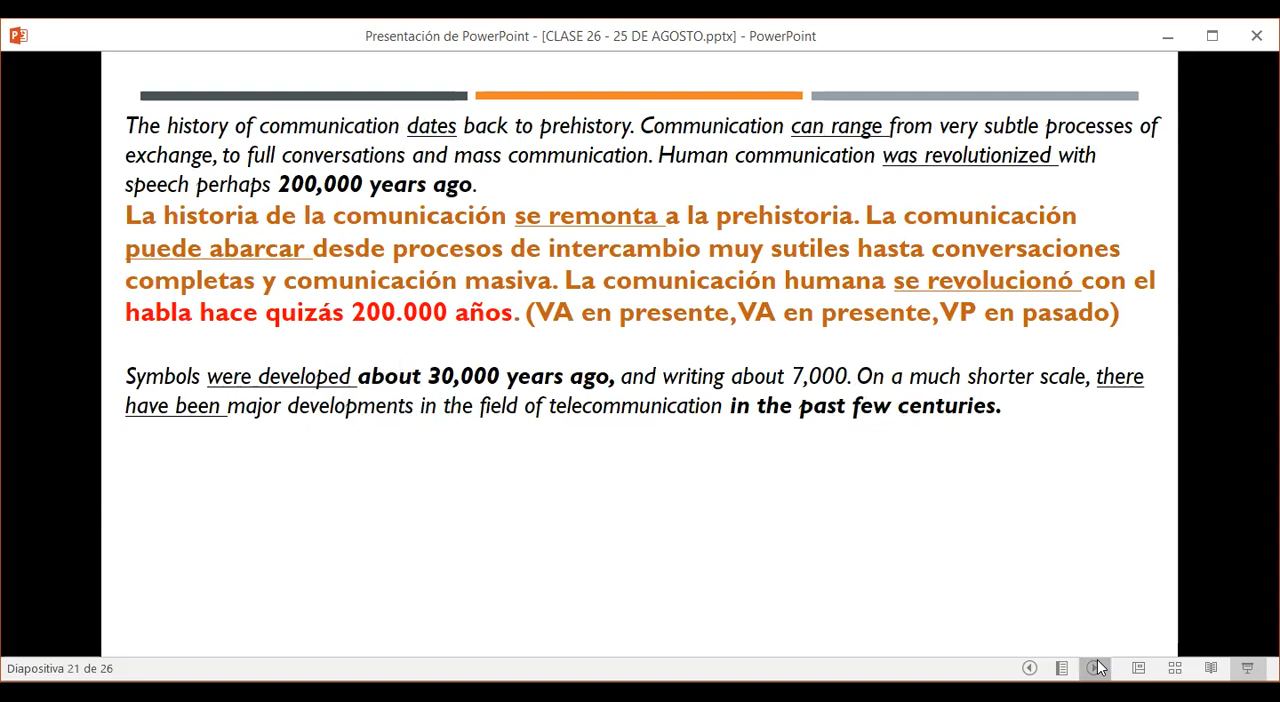 Presentación de PowerPoint - [CLASE 26 - 25 DE AGOSTO.pptx] - PowerPoint
The history of communication dates back to prehistory. Communication can range from very subtle processes of
exchange, to full conversations and mass communication. Human communication was revolutionized with
speech perhaps 200,000 years ago.
La historia de la comunicación se remonta a la prehistoria. La comunicación
puede abarcar desde procesos de intercambio muy sutiles hasta conversaciones
completas y comunicación masiva. La comunicación humana se revolucionó con el
habla hace quizás 200.000 años. (VA en presente, VA en presente, VP en pasado)
Symbols were developed about 30,000 years ago, and writing about 7,000. On a much shorter scale, there
have been major developments in the field of telecommunication in the past few centuries.
Diapositiva 21 de 26